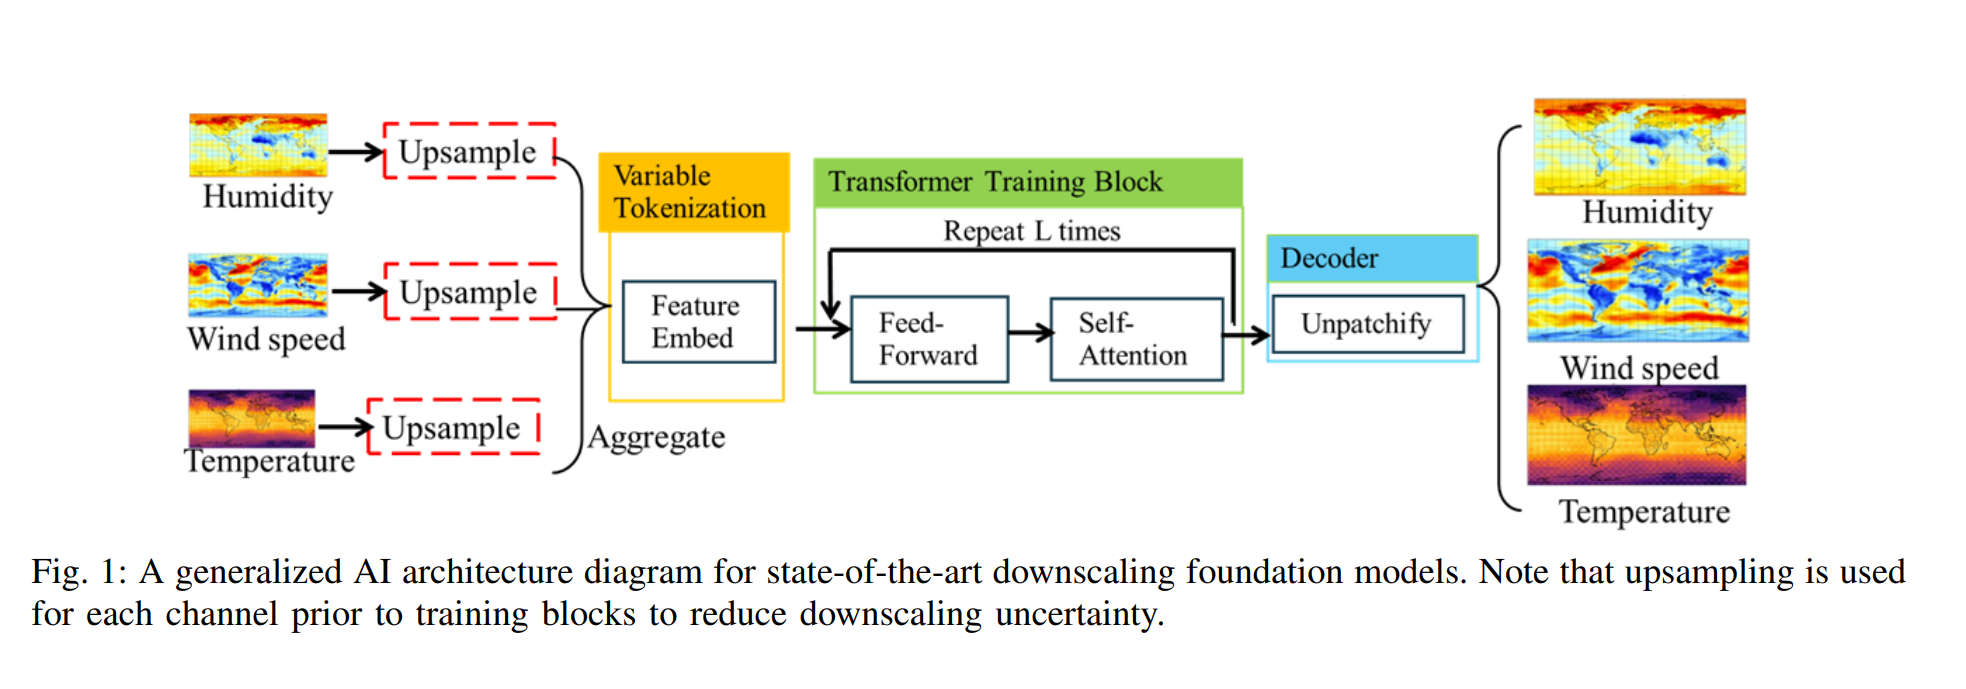 Upsample
Humidity
Upsample
Wind speed
Upsample
Temperature
Aggregate
Variable
Tokenization
Feature
Embed
Transformer Training Block
Repeat L times
Feed-
Forward
Self-
Attention
Decoder
Unpatchify
Humidity
Wind speed
Temperature
Fig. 1: A generalized AI architecture diagram for state-of-the-art downscaling foundation models. Note that upsampling is used
for each channel prior to training blocks to reduce downscaling uncertainty.